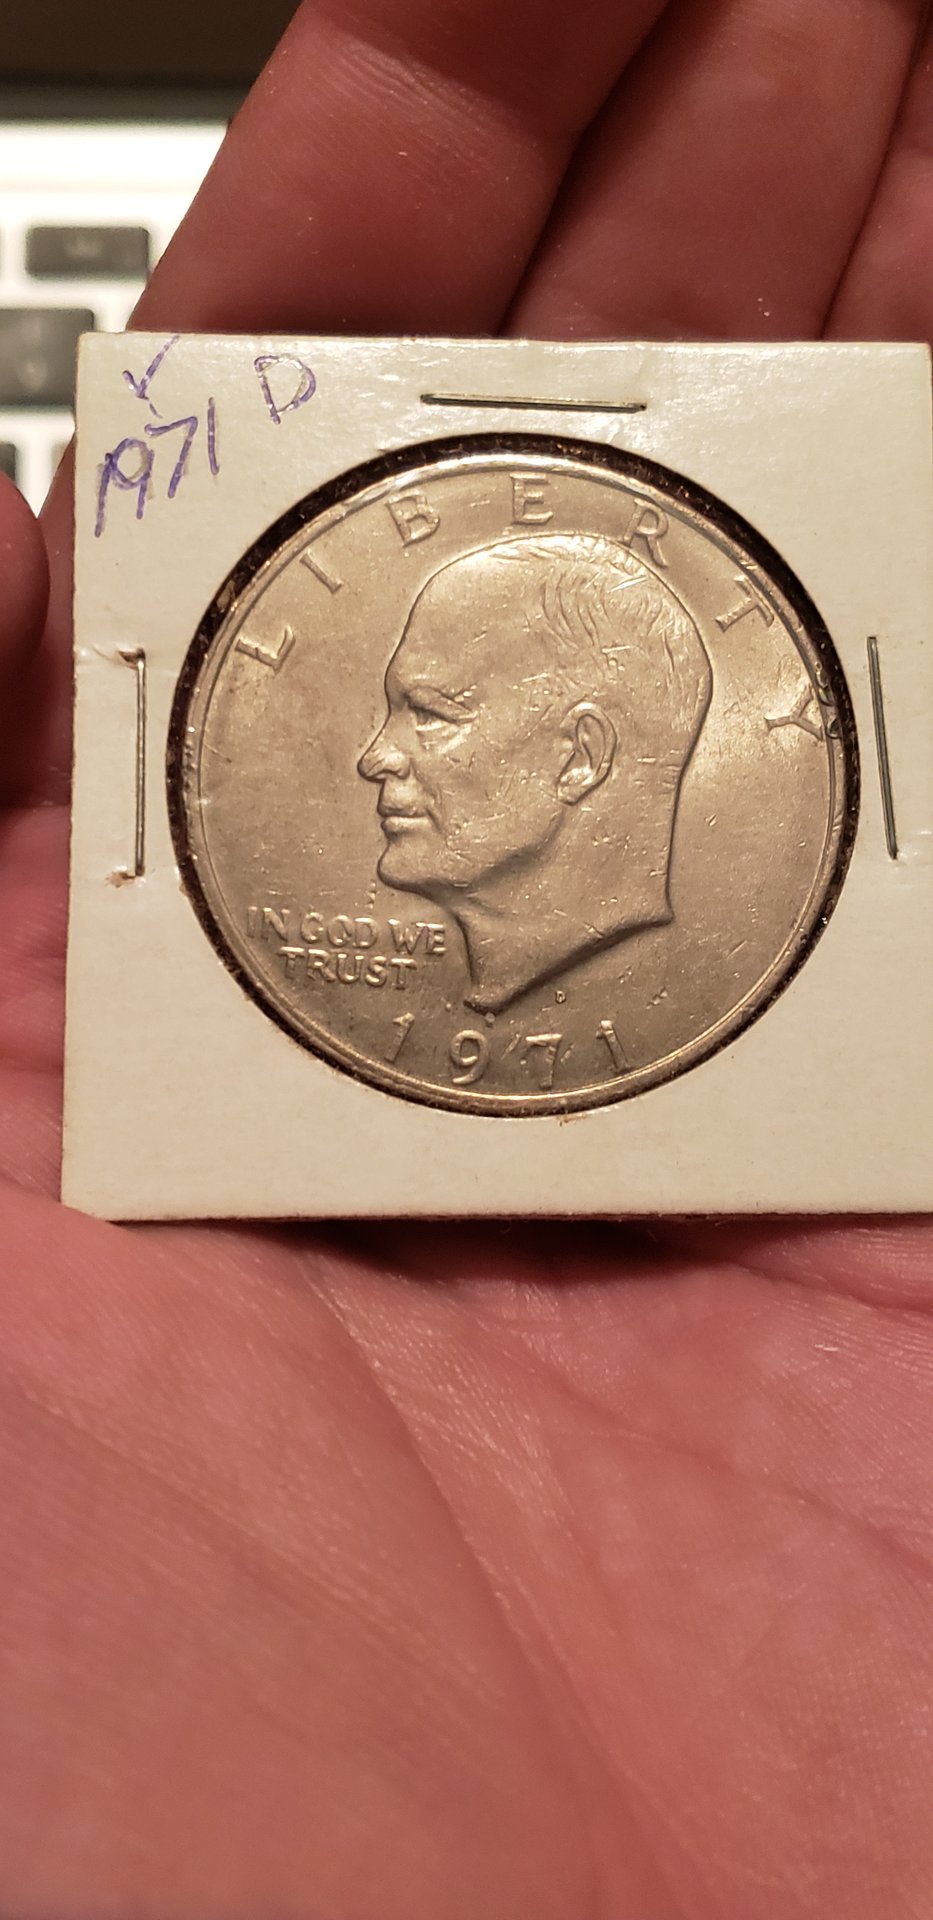 1971 D
LIBERTY
IN GOD WE
TRUST
D
1971